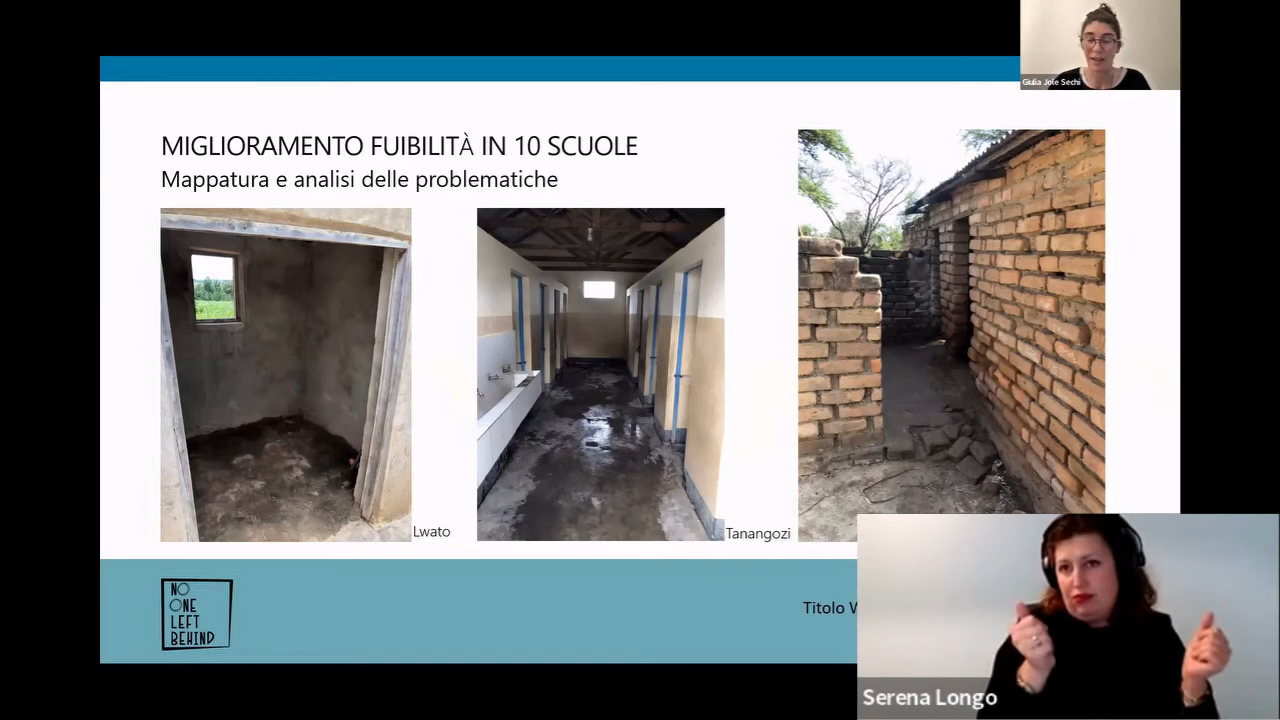 Giulia Jole Sechi
MIGLIORAMENTO FUIBILITÀ IN 10 SCUOLE
Mappatura e analisi delle problematiche
Lwato
Tanangozi
NO
ONE
LEFT
BEHIND
Titolo
Serena Longo